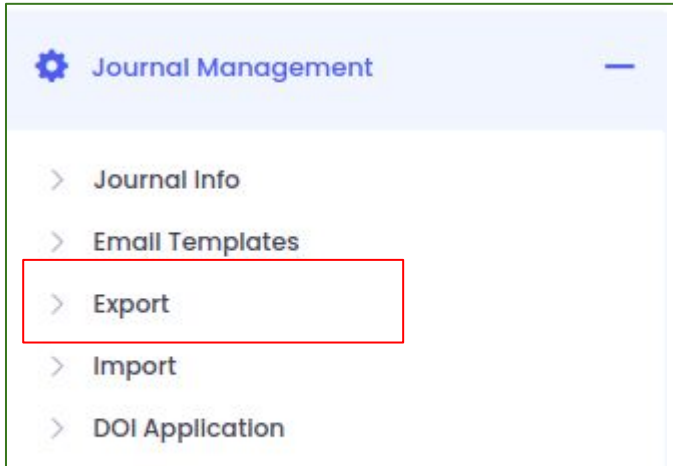 Journal Management
Journal Info
Email Templates
Export
Import
DOI Application